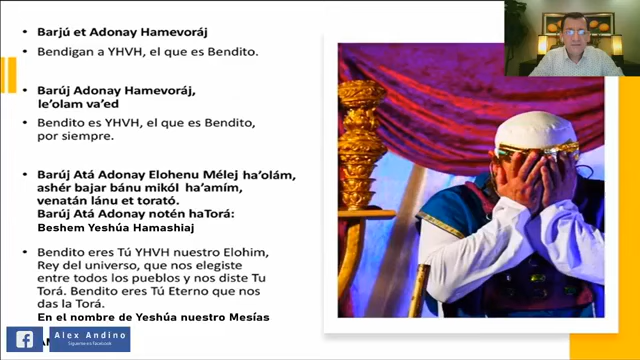 Barjú et Adonay Hamevoráj
Bendigan a YHVH, el que es Bendito.
Barúj Adonay Hamevoráj,
le'olam va'ed
Bendito es YHVH, el que es Bendito,
por siempre.
Barúj Atá Adonay Elohenu Mélej ha'olám,
ashér bajar bánu mikól ha'amím,
venatán lánu et torató.
Barúj Atá Adonay notén haTorá:
Beshem Yeshúa Hamashiaj
Bendito eres Tú YHVH nuestro Elohim,
Rey del universo, que nos elegiste
entre todos los pueblos y nos diste Tu
Torá. Bendito eres Tú Eterno que nos
das la Torá.
En el nombre de Yeshúa nuestro Mesías
Alex Andino